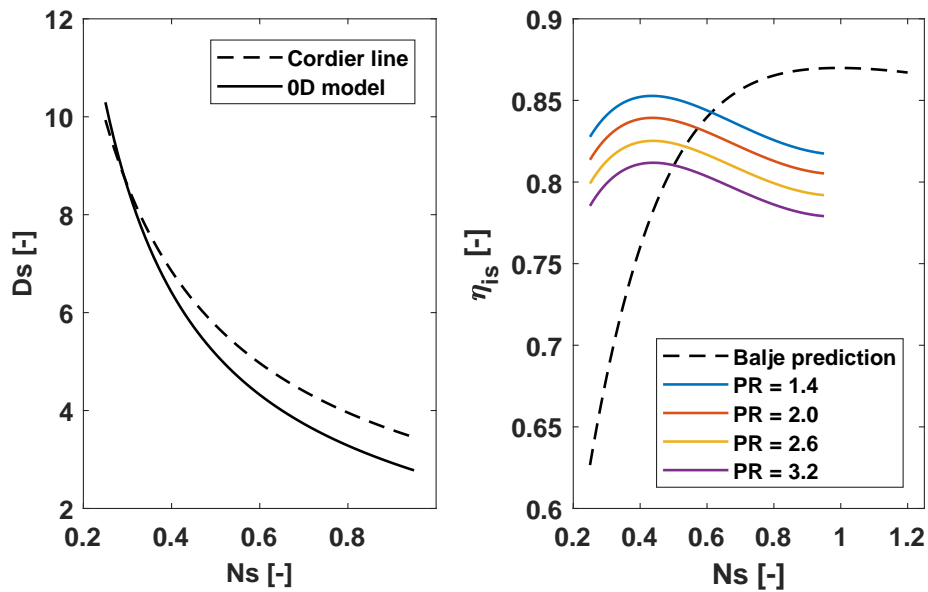 12
10
8
6
4
2
Ds [-]
0.2 0.4 0.6 0.8
Ns [-]
Cordier line
0D model
0.9
0.85
0.8
0.75
0.7
0.65
0.6
η_is [-]
0.2 0.4 0.6 0.8 1 1.2
Ns [-]
Balje prediction
PR = 1.4
PR = 2.0
PR = 2.6
PR = 3.2